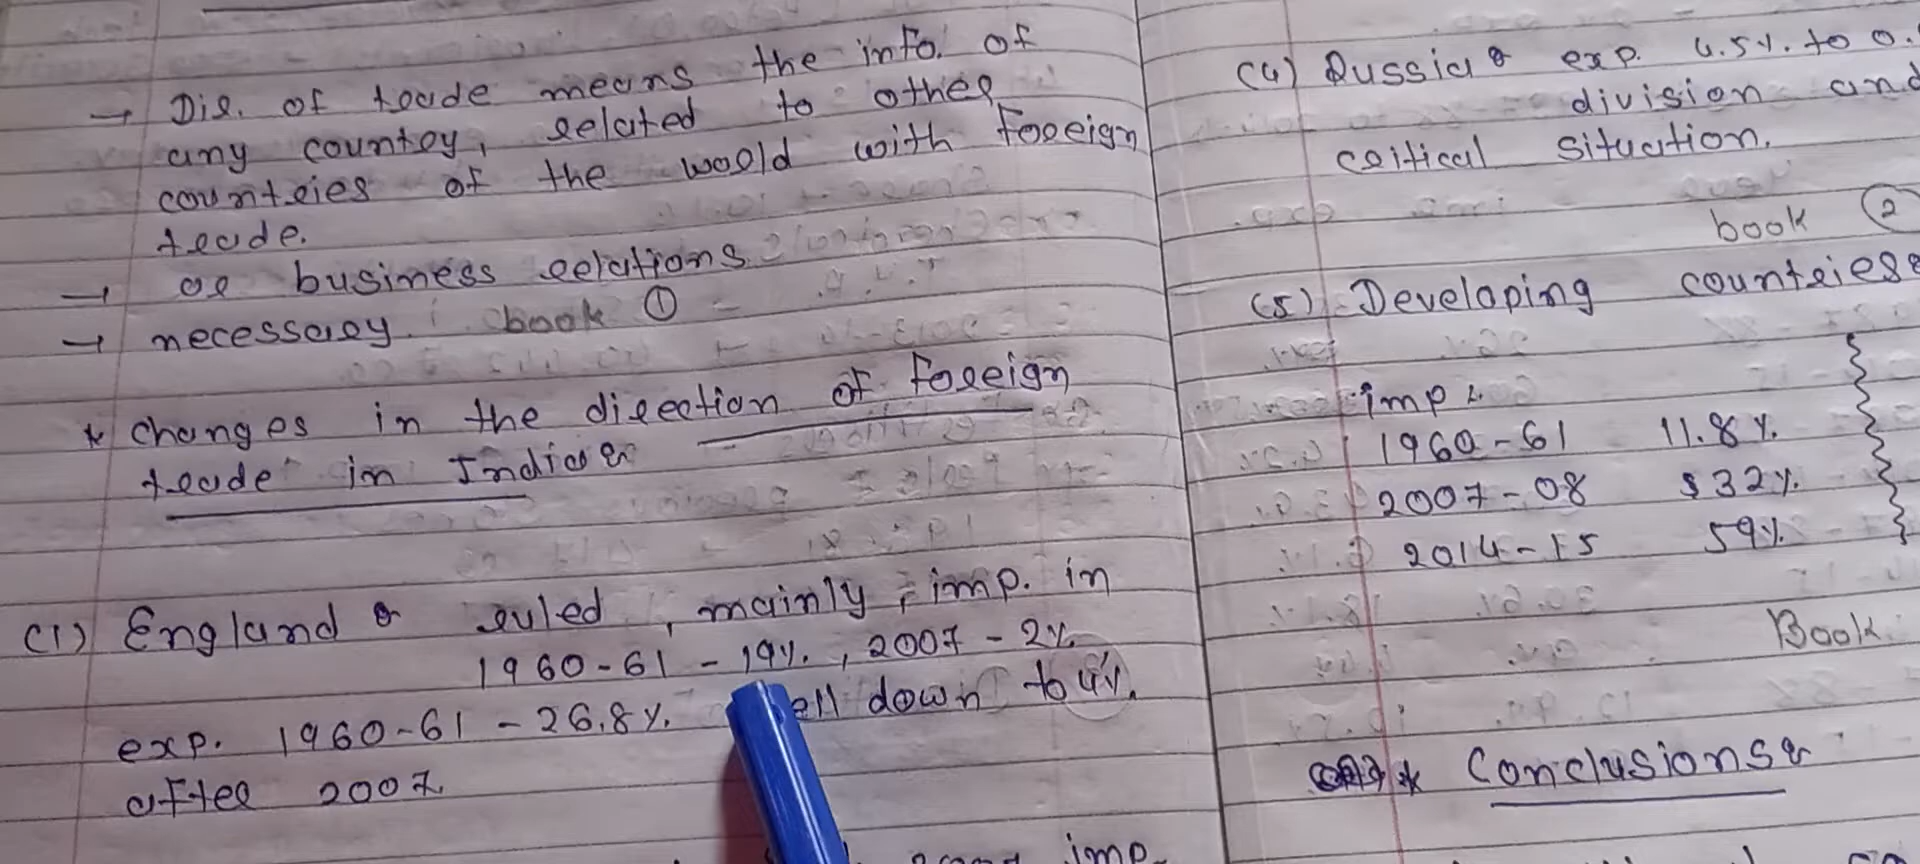 → Dir. of trade means the info. of
any country, related to other
countries of the world with foreign
trade.
→ or business relations
→ necessary. book ①
* changes in the direction of foreign
trade in India :-
(1) England :- ruled, mainly, imp. in
1960-61 - 19%., 2007 - 2%.
exp. 1960-61 - 26.8%. ell down to 4%.
after 2007.
imp.
(4) Russia :- exp. 4.5%. to 0.
division and
critical situation.
book ②
(5) Developing countries :-
imp :-
1960-61 11.8%.
2007-08 $32%.
2014-15 59%.
Book
* Conclusions :-